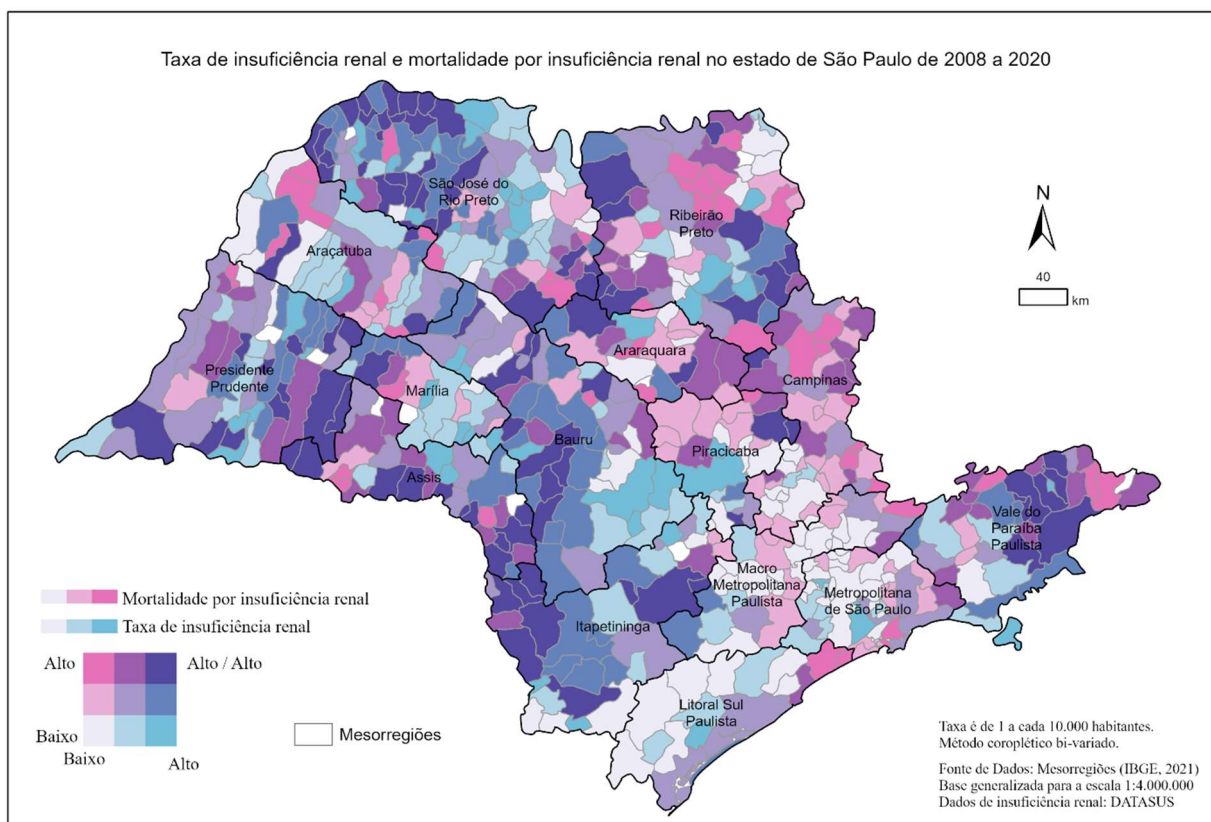 Taxa de insuficiência renal e mortalidade por insuficiência renal no estado de São Paulo de 2008 a 2020
São José do
Rio Preto
Ribeirão
Preto
N
40
km
Araçatuba
Araraquara
Campinas
Presidente
Prudente
Marília
Bauru
Piracicaba
Assis
Vale do
Paraíba
Paulista
Macro
Metropolitana
Paulista
Metropolitana
de São Paulo
Itapetininga
Litoral Sul
Paulista
Mortalidade por insuficiência renal
Taxa de insuficiência renal
Alto
Alto / Alto
Baixo
Baixo
Alto
Mesorregiões
Taxa é de 1 a cada 10.000 habitantes.
Método coroplético bi-variado.
Fonte de Dados: Mesorregiões (IBGE, 2021)
Base generalizada para a escala 1:4.000.000
Dados de insuficiência renal: DATASUS